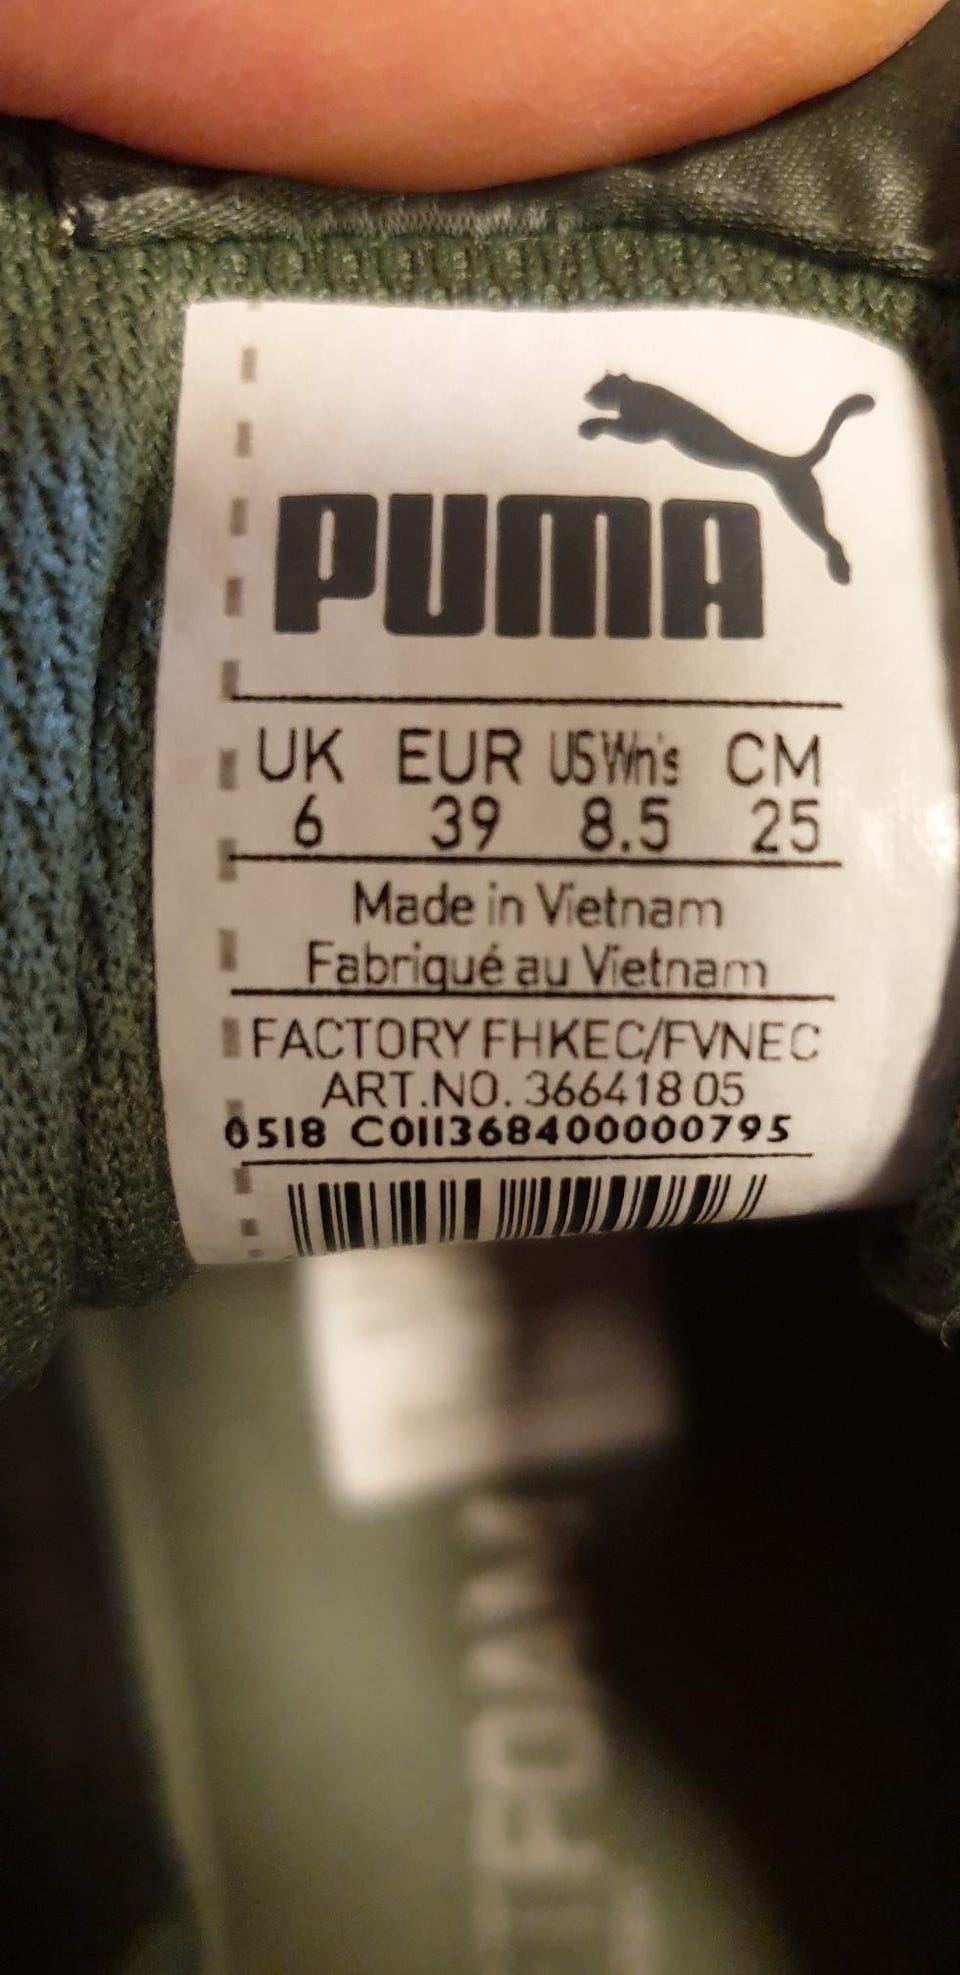 PUMA
UK EUR US Wn's CM
6 39 8.5 25
Made in Vietnam
Fabriqué au Vietnam
FACTORY FHKEC/FVNEC
ART.NO. 366418 05
0518 C011368400000795